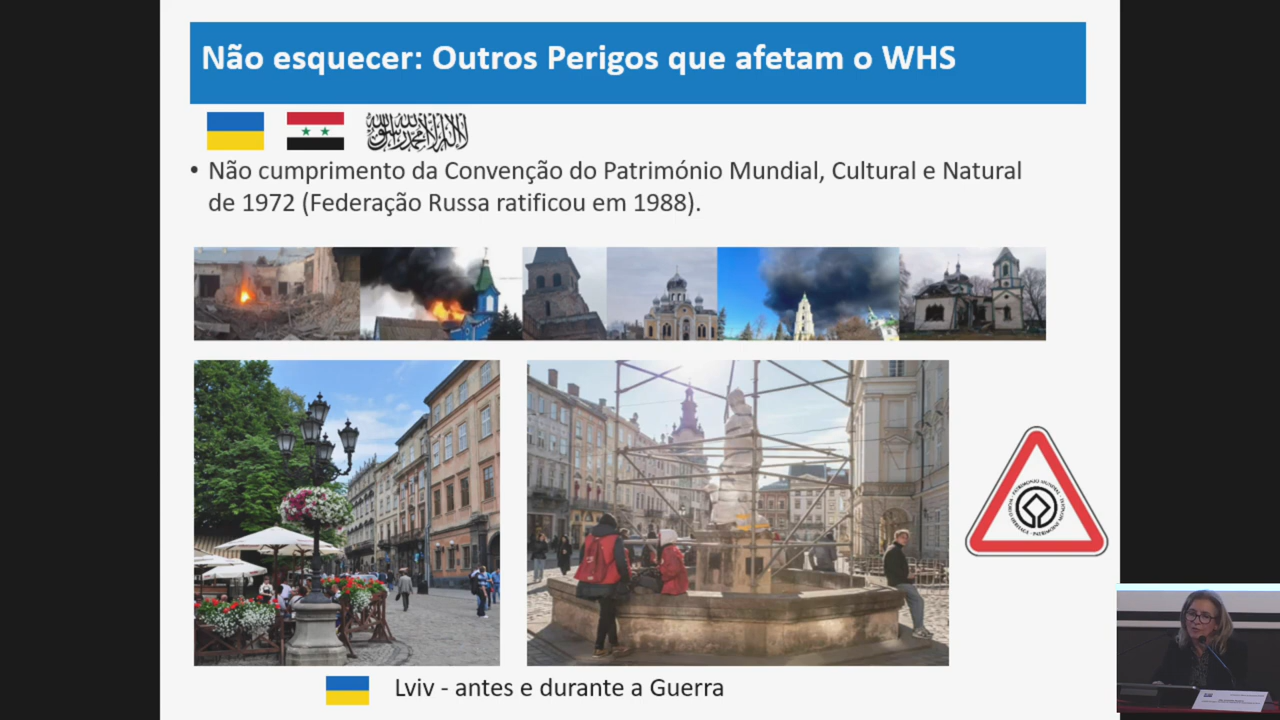 Não esquecer: Outros Perigos que afetam o WHS
• Não cumprimento da Convenção do Património Mundial, Cultural e Natural
de 1972 (Federação Russa ratificou em 1988).
Lviv - antes e durante a Guerra